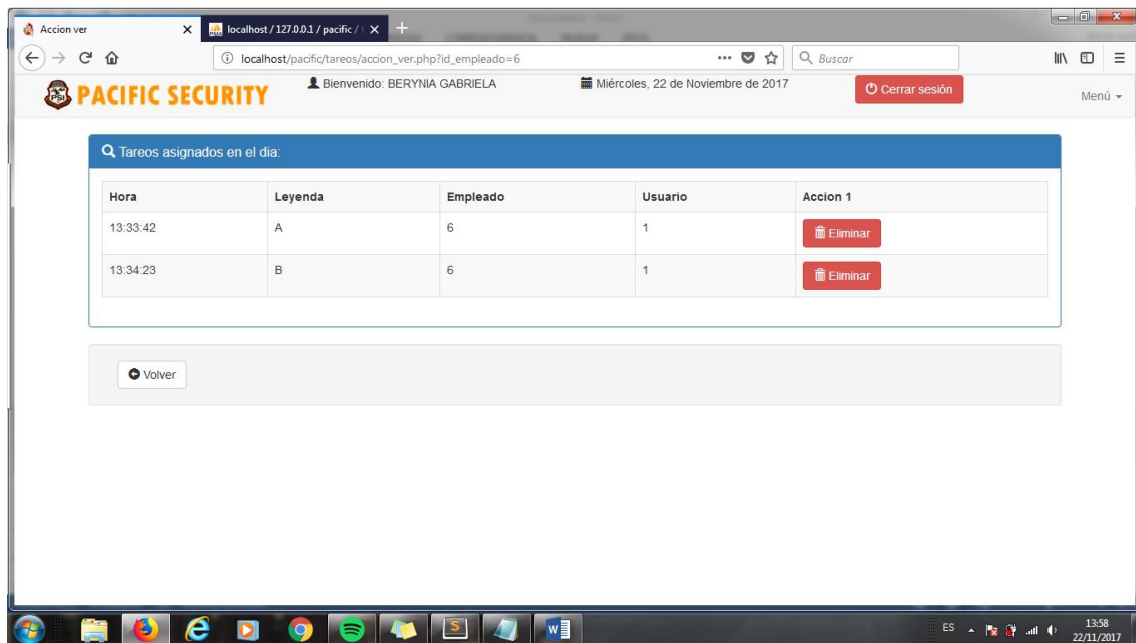 Accion ver
localhost / 127.0.0.1 / pacific /
localhost/pacific/tareos/accion_ver.php?id_empleado=6
Buscar
PSI
PACIFIC SECURITY
Bienvenido: BERYNIA GABRIELA
Miércoles, 22 de Noviembre de 2017
Cerrar sesión
Menú
Tareos asignados en el dia:
Hora Leyenda Empleado Usuario Accion 1
13:33:42 A 6 1 Eliminar
13:34:23 B 6 1 Eliminar
Volver
ES
13:58
22/11/2017